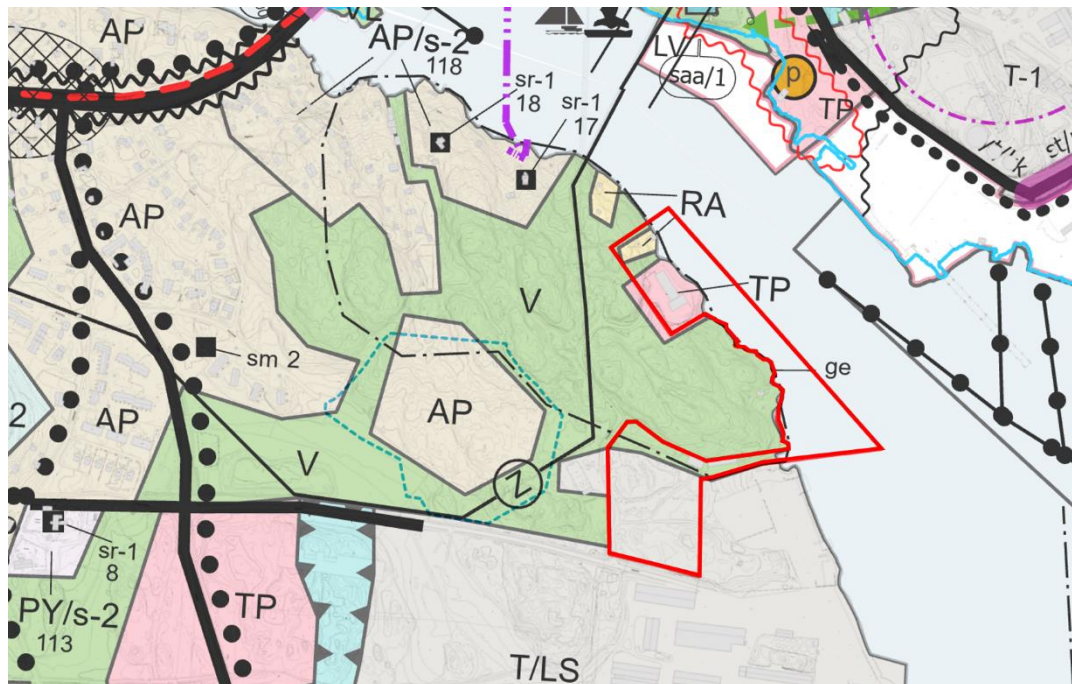 AP
V
AP/s-2
118
sr-1
18
sr-1
17
LV
saa/1
p
TP
T-1
st/
k
AP
RA
V
TP
ge
sm 2
AP
2
AP
V
Z
sr-1
8
PY/s-2
113
TP
T/LS